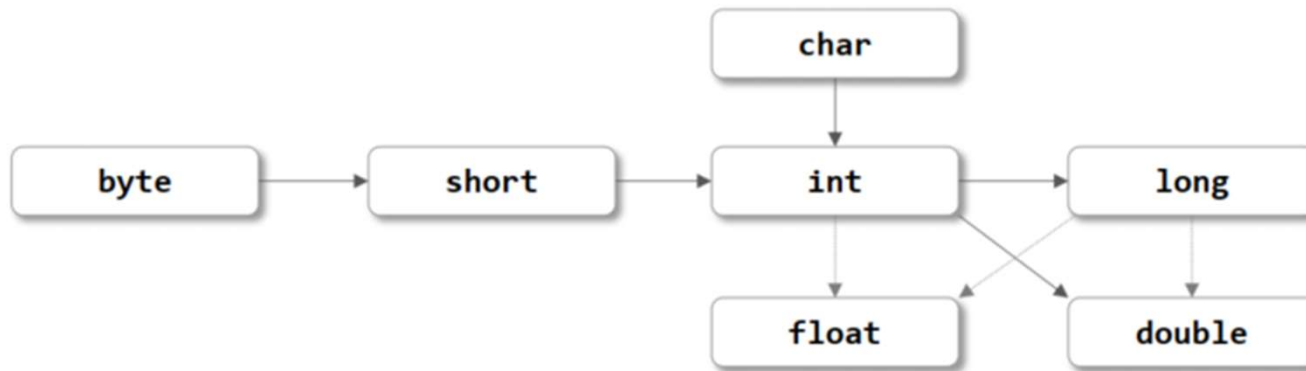 char
byte
short
int
long
float
double